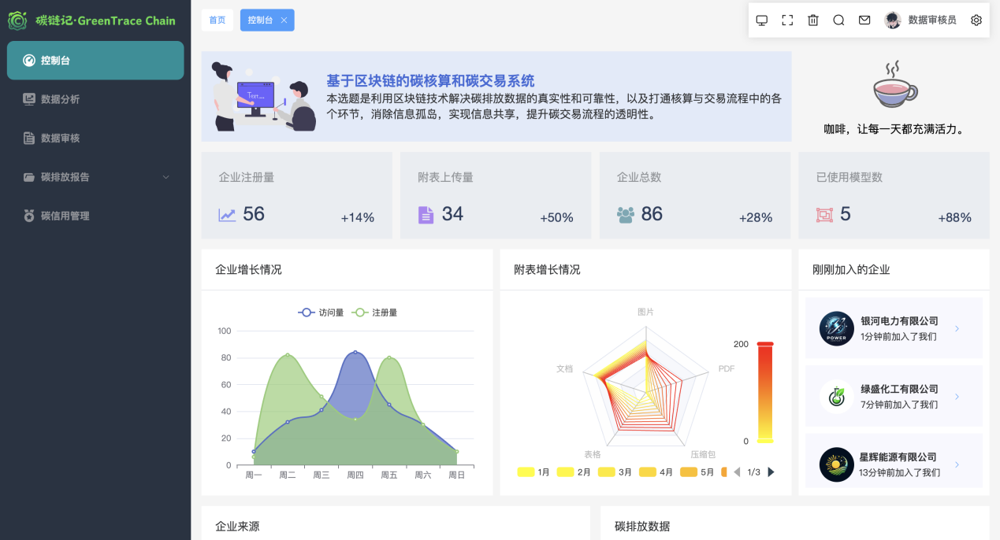 碳链记·GreenTrace Chain
控制台
数据分析
数据审核
碳排放报告
碳信用管理
首页
控制台
数据审核员
Text...
基于区块链的碳核算和碳交易系统
本选题是利用区块链技术解决碳排放数据的真实性和可靠性，以及打通核算与交易流程中的各
个环节，消除信息孤岛，实现信息共享，提升碳交易流程的透明性。
咖啡，让每一天都充满活力。
企业注册量
56
+14%
附表上传量
34
+50%
企业总数
86
+28%
已使用模型数
5
+88%
企业增长情况
访问量
注册量
100
80
60
40
20
0
周一
周二
周三
周四
周五
周六
周日
附表增长情况
图片
文档
PDF
表格
压缩包
200
0
1月
2月
3月
4月
5月
1/3
刚刚加入的企业
POWER
银河电力有限公司
1分钟前加入了我们
绿盛化工有限公司
7分钟前加入了我们
星辉能源有限公司
13分钟前加入了我们
企业来源
碳排放数据